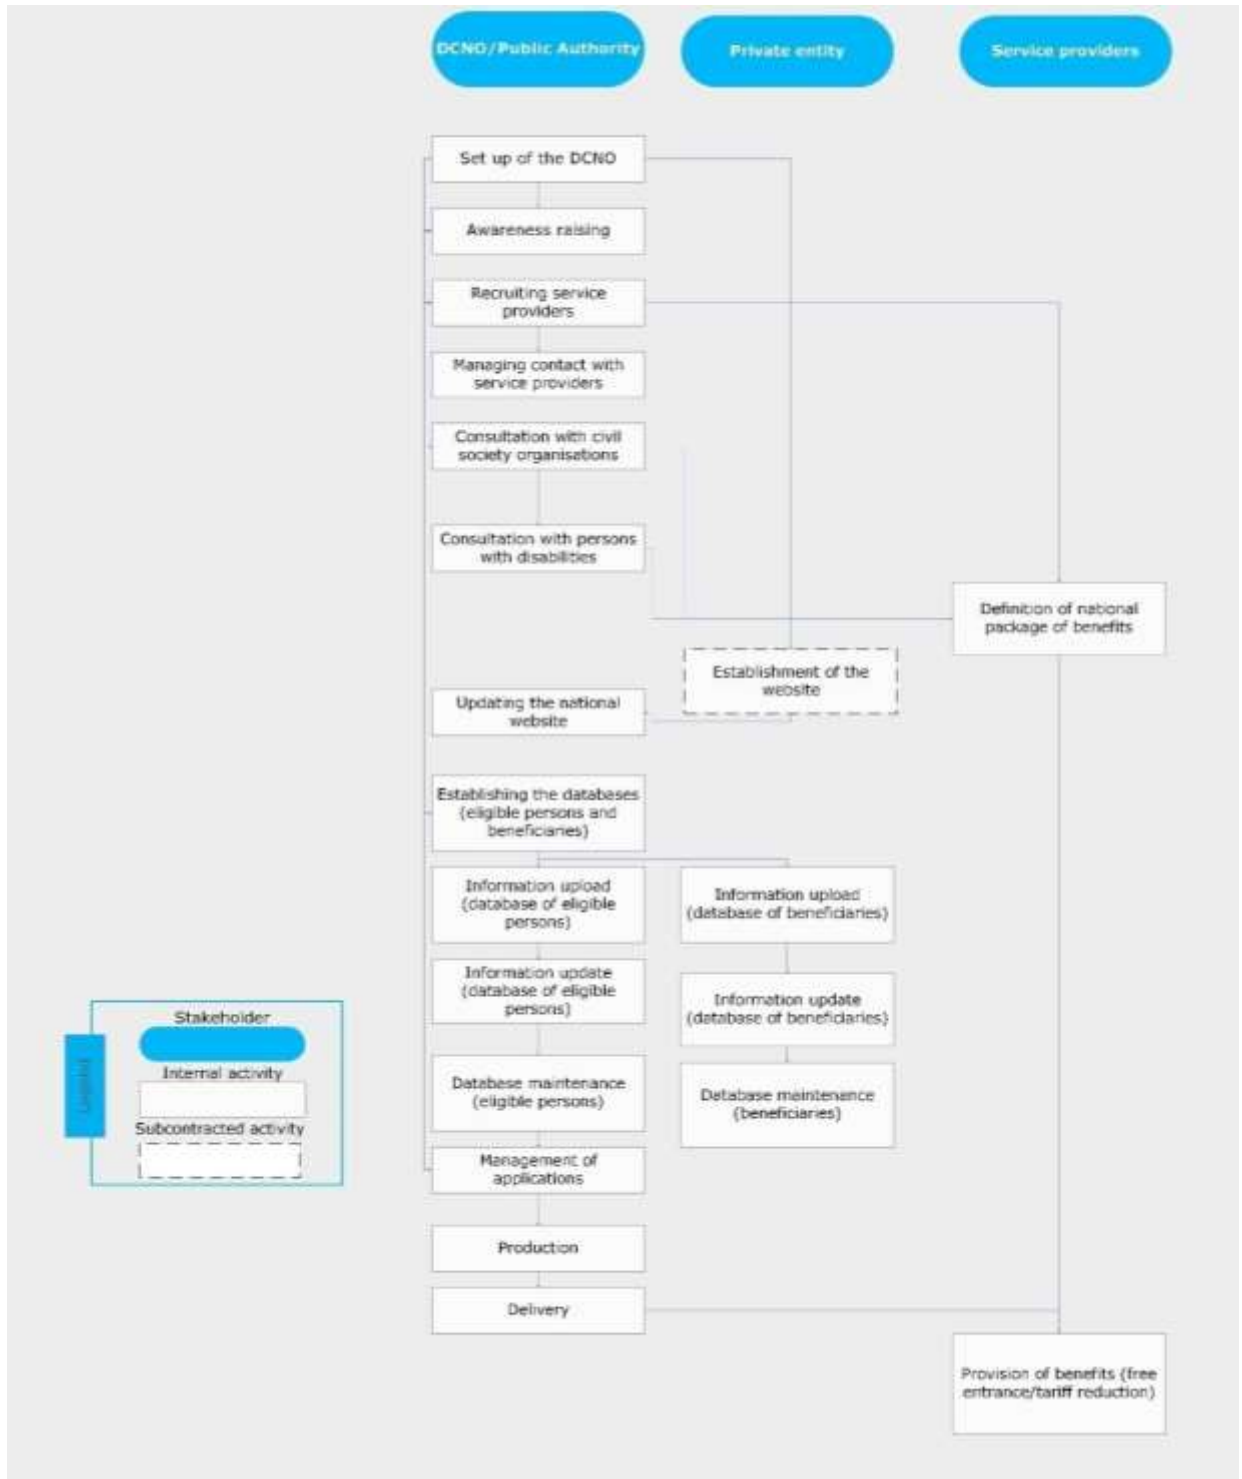 DCNO/Public Authority
Private entity
Service providers
Set up of the DCNO
Awareness raising
Recruiting service
providers
Managing contact with
service providers
Consultation with civil
society organisations
Consultation with persons
with disabilities
Definition of national
package of benefits
Establishment of the
website
Updating the national
website
Establishing the databases
(eligible persons and
beneficiaries)
Information upload
(database of eligible
persons)
Information upload
(database of beneficiaries)
Information update
(database of eligible
persons)
Information update
(database of beneficiaries)
Database maintenance
(eligible persons)
Database maintenance
(beneficiaries)
Management of
applications
Production
Delivery
Provision of benefits (free
entrance/tariff reduction)
Stakeholder
Internal activity
Subcontracted activity